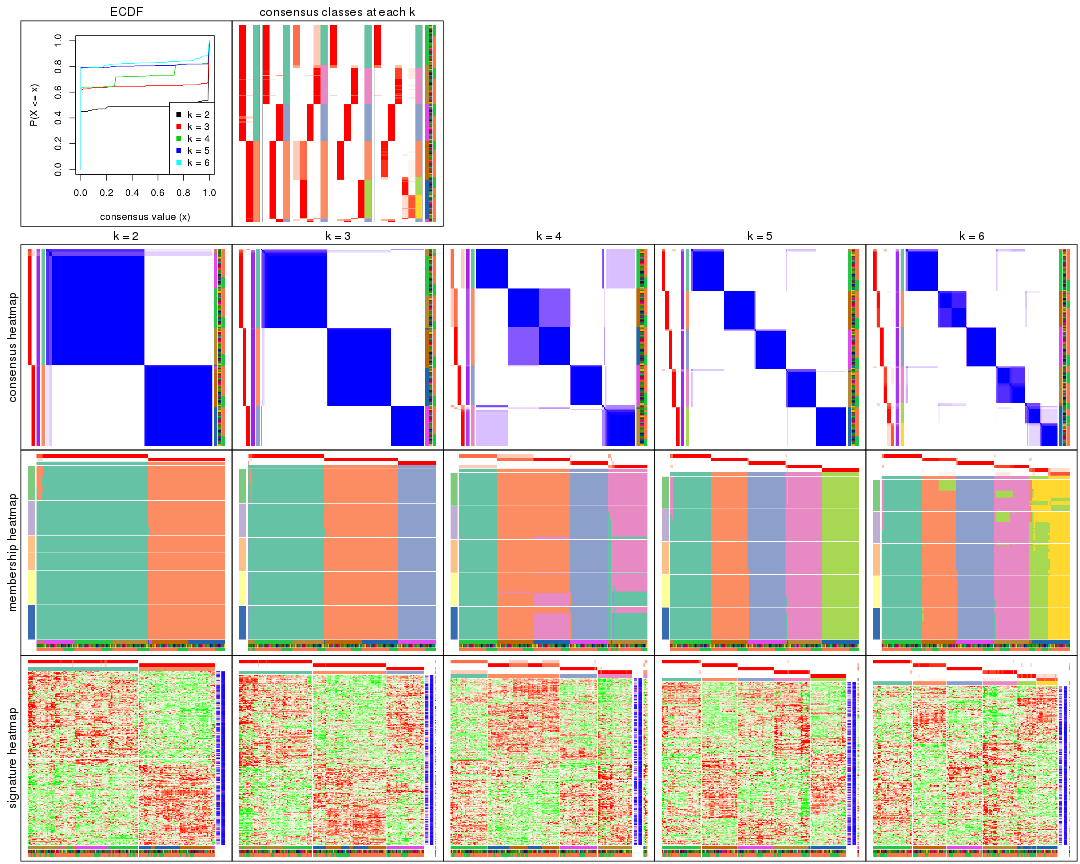 ECDF
consensus classes at each k
P(X <= x)
1.0
0.8
0.6
0.4
0.2
0.0
k = 2
k = 3
k = 4
k = 5
k = 6
0.0 0.2 0.4 0.6 0.8 1.0
consensus value (x)
k = 2
k = 3
k = 4
k = 5
k = 6
consensus heatmap
membership heatmap
signature heatmap